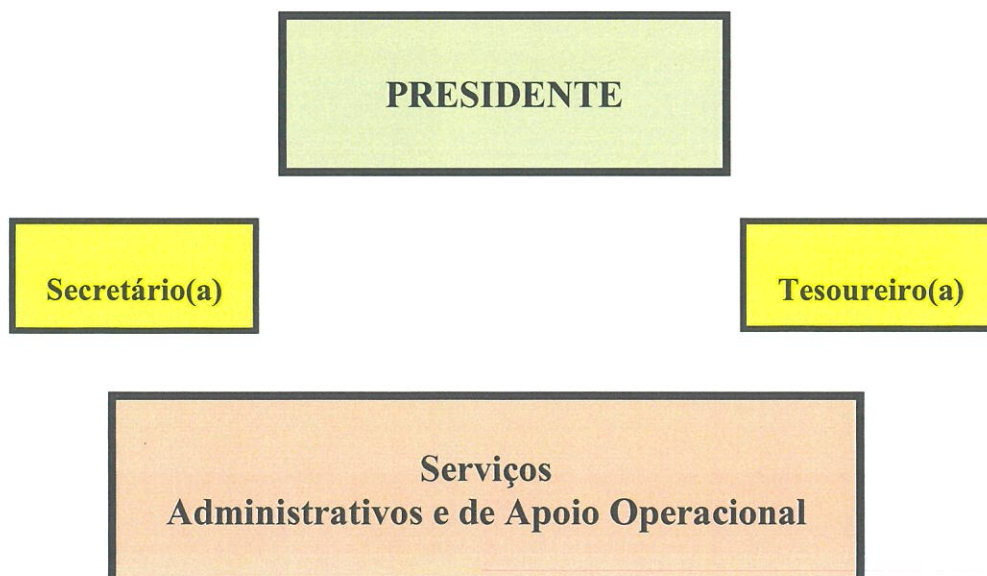 PRESIDENTE
Secretário(a)
Tesoureiro(a)
Serviços
Administrativos e de Apoio Operacional